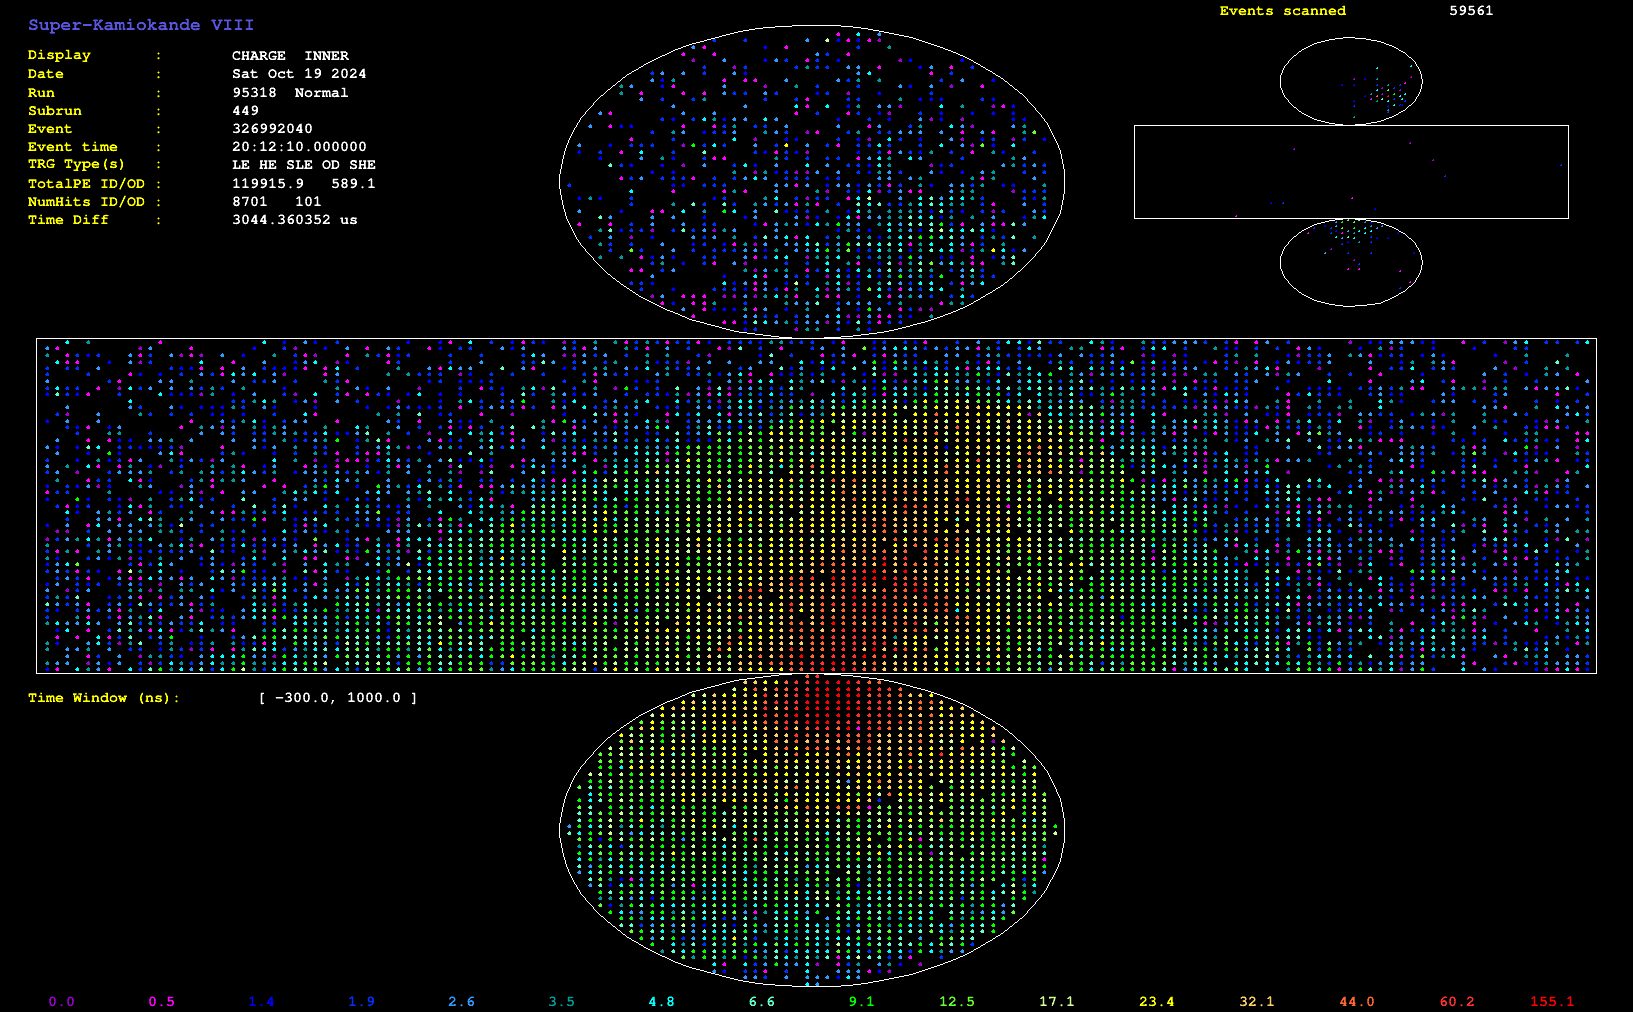 Super-Kamiokande VIII
Events scanned 59561
Display : CHARGE INNER
Date : Sat Oct 19 2024
Run : 95318 Normal
Subrun : 449
Event : 326992040
Event time : 20:12:10.000000
TRG Type(s) : LE HE SLE OD SHE
TotalPE ID/OD : 119915.9 589.1
NumHits ID/OD : 8701 101
Time Diff : 3044.360352 us
Time Window (ns): [ −300.0, 1000.0 ]
0.0 0.5 1.4 1.9 2.6 3.5 4.8 6.6 9.1 12.5 17.1 23.4 32.1 44.0 60.2 155.1